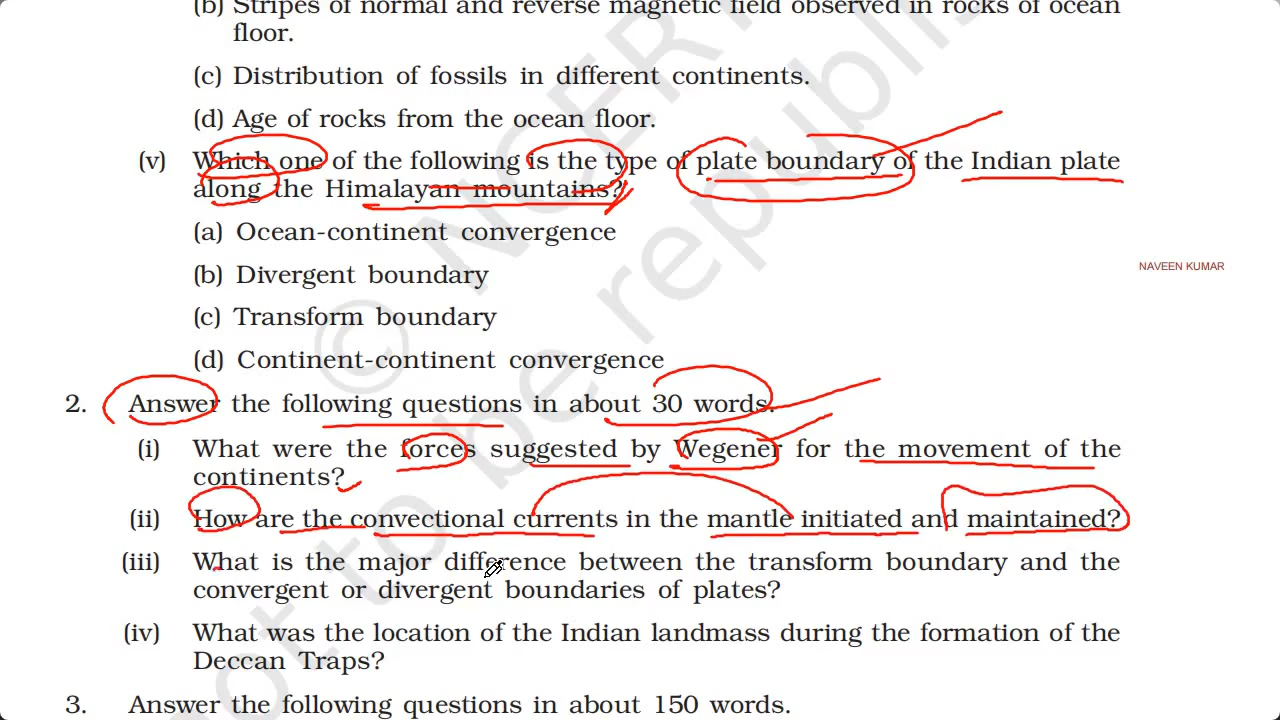 (b) Stripes of normal and reverse magnetic field observed in rocks of ocean
floor.
(c) Distribution of fossils in different continents.
(d) Age of rocks from the ocean floor.
(v) Which one of the following is the type of plate boundary of the Indian plate
along the Himalayan mountains?
(a) Ocean-continent convergence
(b) Divergent boundary
NAVEEN KUMAR
(c) Transform boundary
(d) Continent-continent convergence
2. Answer the following questions in about 30 words.
(i) What were the forces suggested by Wegener for the movement of the
continents?
(ii) How are the convectional currents in the mantle initiated and maintained?
(iii) What is the major difference between the transform boundary and the
convergent or divergent boundaries of plates?
(iv) What was the location of the Indian landmass during the formation of the
Deccan Traps?
3. Answer the following questions in about 150 words.
© NCERT
not to be republis